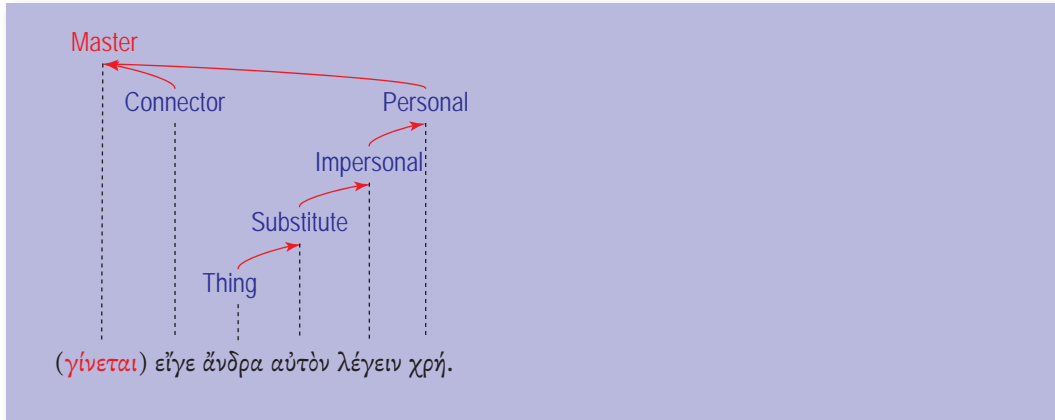 Master
Connector Personal
Impersonal
Substitute
Thing
(γίνεται) εἴγε ἄνδρα αὐτὸν λέγειν χρή.